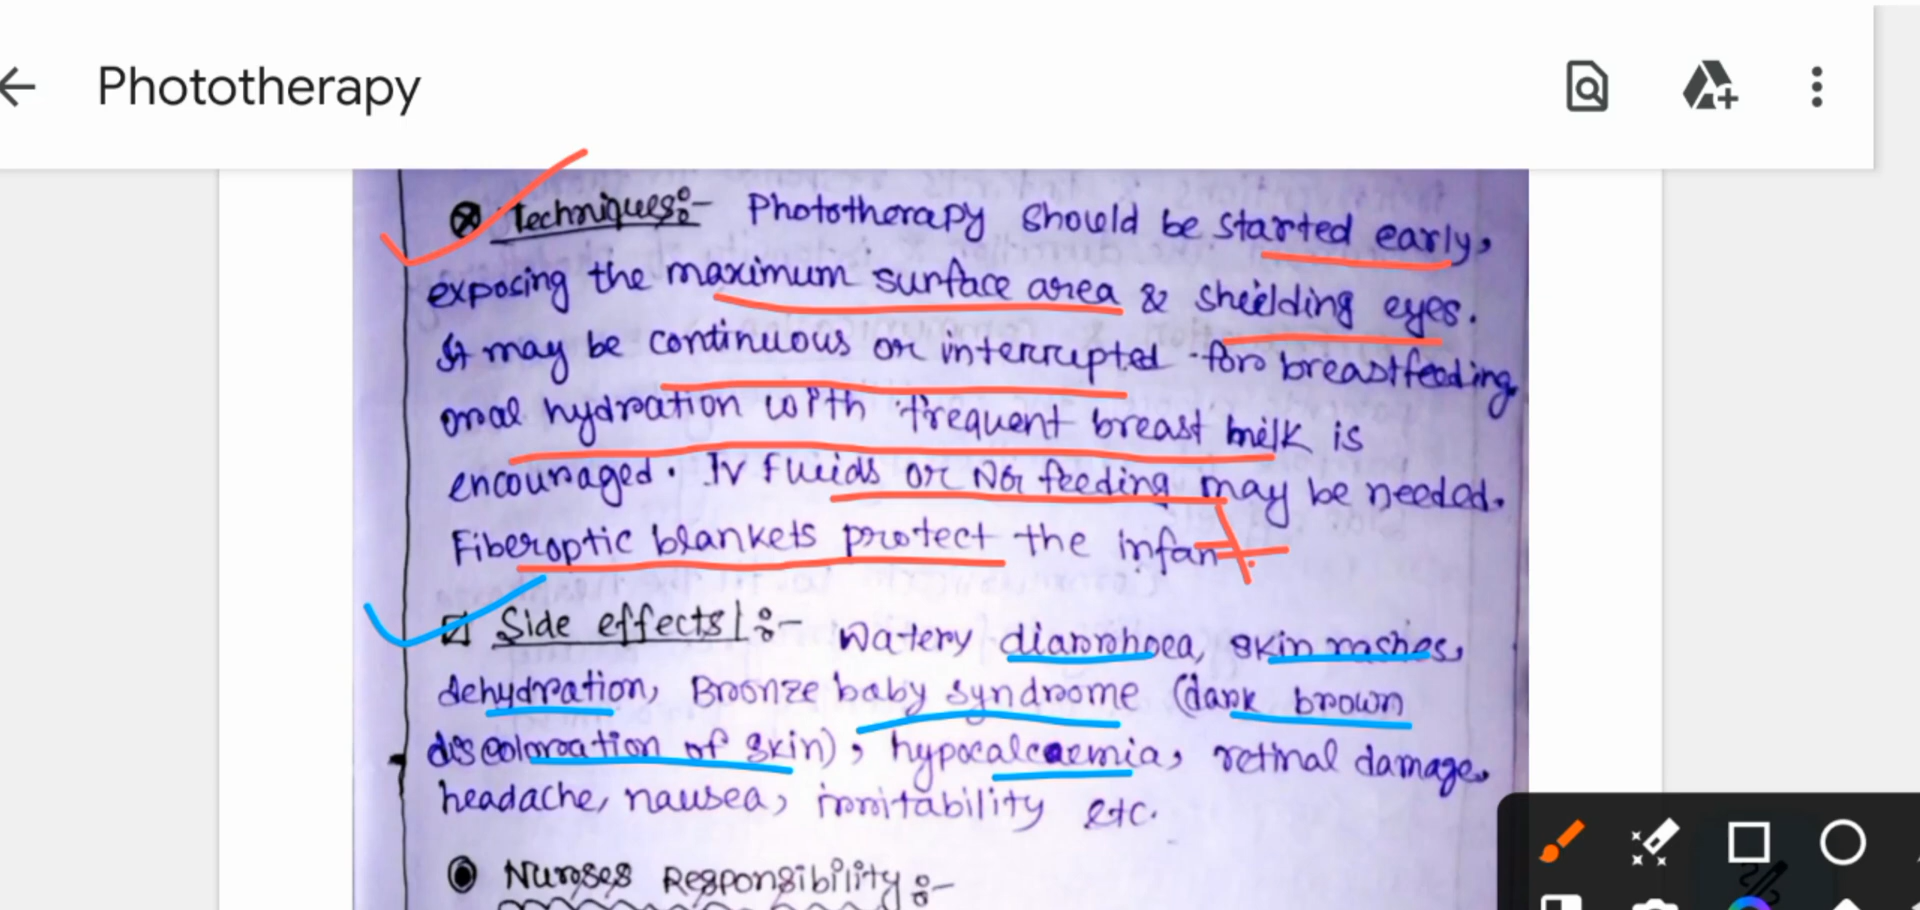 Phototherapy
Techniques:- Phototherapy should be started early,
exposing the maximum surface area & sheilding eyes.
It may be continuous or interrupted for breastfeeding,
oral hydration with frequent breast milk is
encouraged. IV fluids or NG feeding may be needed.
Fiberoptic blankets protect the infant
Side effects:- Watery diarrhoea, skin rashes,
dehydration, Bronze baby syndrome (dark brown
discoloration of skin), hypocalcaemia, retinal damage,
headache, nausea, irritability etc.
Nurses Responsibility:-